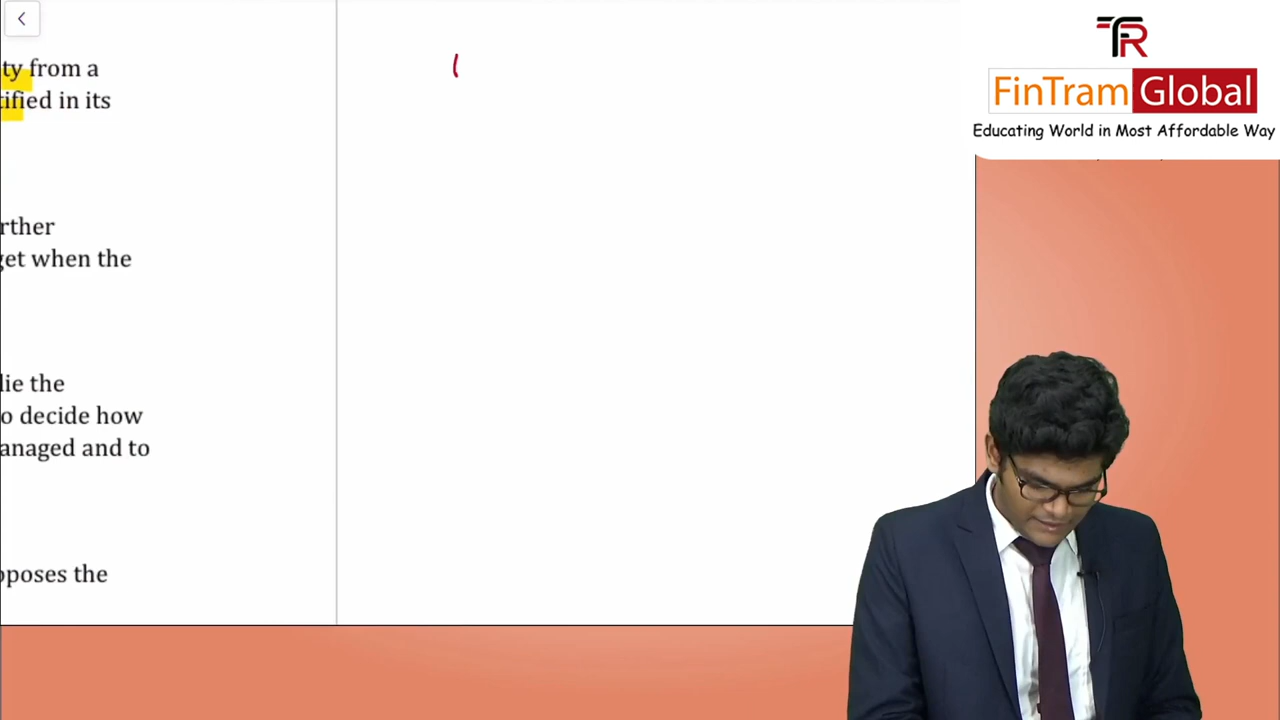 ty from a
tified in its
rther
get when the
lie the
o decide how
anaged and to
pposes the
FinTram Global
Educating World in Most Affordable Way